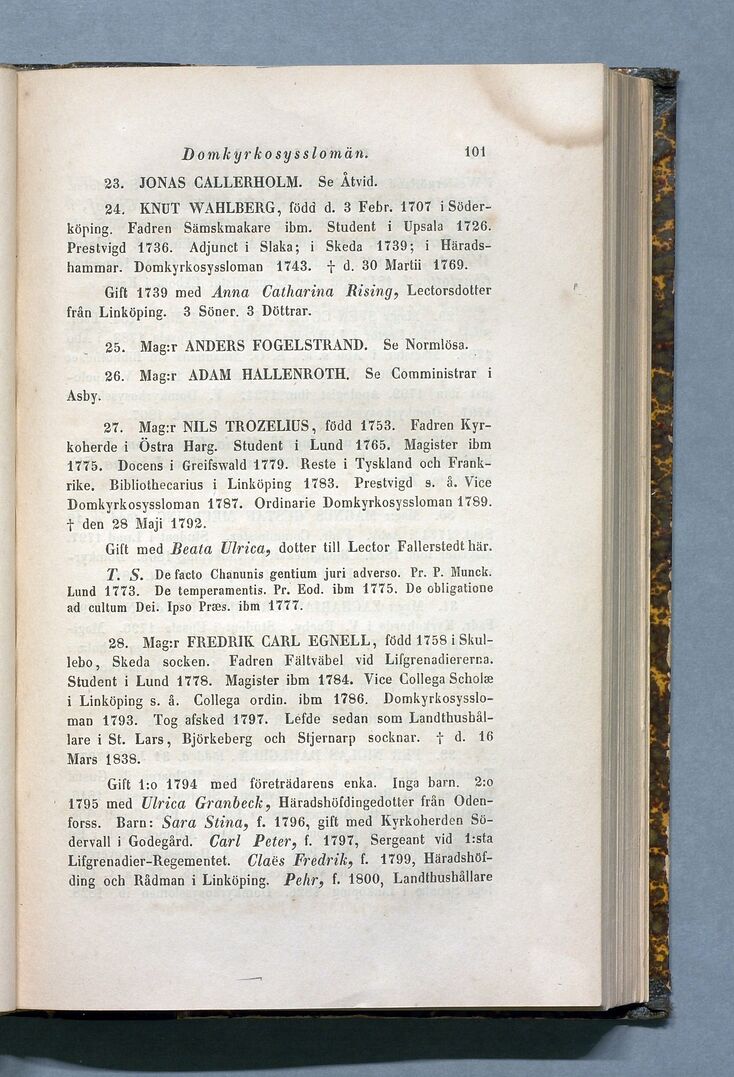 Domkyrkosysslomän. 101
23. JONAS CALLERHOLM. Se Åtvid.
24. KNUT WAHLBERG, född d. 3 Febr. 1707 i Söder-
köping. Fadren Sämskmakare ibm. Student i Upsala 1726.
Prestvigd 1736. Adjunct i Slaka; i Skeda 1739; i Härads-
hammar. Domkyrkosyssloman 1743. † d. 30 Martii 1769.
Gift 1739 med Anna Catharina Rising, Lectorsdotter
från Linköping. 3 Söner. 3 Döttrar.
25. Mag:r ANDERS FOGELSTRAND. Se Normlösa.
26. Mag:r ADAM HALLENROTH. Se Comministrar i
Asby.
27. Mag:r NILS TROZELIUS, född 1753. Fadren Kyr-
koherde i Östra Harg. Student i Lund 1765. Magister ibm
1775. Docens i Greifswald 1779. Reste i Tyskland och Frank-
rike. Bibliothecarius i Linköping 1783. Prestvigd s. å. Vice
Domkyrkosyssloman 1787. Ordinarie Domkyrkosyssloman 1789.
† den 28 Maji 1792.
Gift med Beata Ulrica, dotter till Lector Fallerstedt här.
T. S. De facto Chanunis gentium juri adverso. Pr. P. Munck.
Lund 1773. De temperamentis. Pr. Eod. ibm 1775. De obligatione
ad cultum Dei. Ipso Præs. ibm 1777.
28. Mag:r FREDRIK CARL EGNELL, född 1758 i Skul-
lebo, Skeda socken. Fadren Fältväbel vid Lifgrenadiererna.
Student i Lund 1778. Magister ibm 1784. Vice Collega Scholæ
i Linköping s. å. Collega ordin. ibm 1786. Domkyrkosysslo-
man 1793. Tog afsked 1797. Lefde sedan som Landthushål-
lare i St. Lars, Björkeberg och Stjernarp socknar. † d. 16
Mars 1838.
Gift 1:o 1794 med företrädarens enka. Inga barn. 2:o
1795 med Ulrica Granbeck, Häradshöfdingedotter från Oden-
forss. Barn: Sara Stina, f. 1796, gift med Kyrkoherden Sö-
dervall i Godegård. Carl Peter, f. 1797, Sergeant vid 1:sta
Lifgrenadier-Regementet. Claës Fredrik, f. 1799, Häradshöf-
ding och Rådman i Linköping. Pehr, f. 1800, Landthushållare